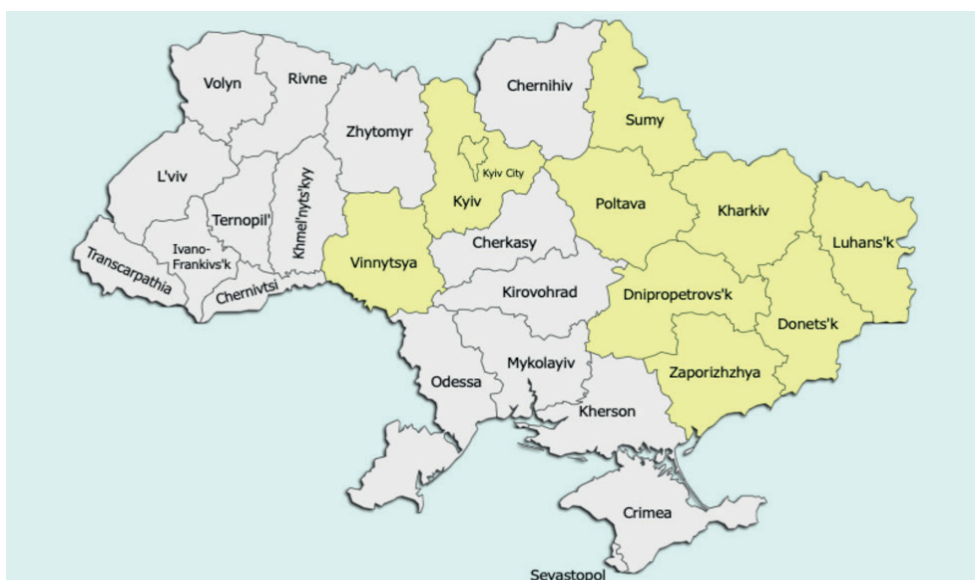 Volyn
Rivne
Zhytomyr
Chernihiv
Sumy
L'viv
Ternopil'
Khmel'nyts'kyy
Kyiv City
Kyiv
Poltava
Kharkiv
Luhans'k
Transcarpathia
Ivano-
Frankivs'k
Chernivtsi
Vinnytsya
Cherkasy
Kirovohrad
Dnipropetrovs'k
Donets'k
Odessa
Mykolayiv
Zaporizhzhya
Kherson
Crimea
Sevastopol